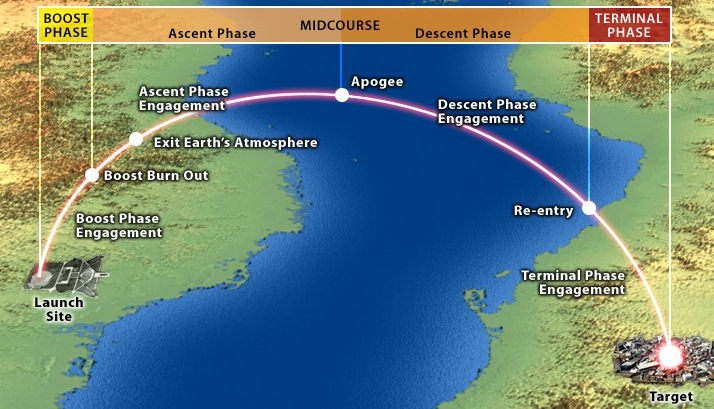 BOOST
PHASE
MIDCOURSE
TERMINAL
PHASE
Ascent Phase
Descent Phase
Apogee
Ascent Phase
Engagement
Descent Phase
Engagement
Exit Earth's Atmosphere
Boost Burn Out
Re-entry
Boost Phase
Engagement
Terminal Phase
Engagement
Launch
Site
Target